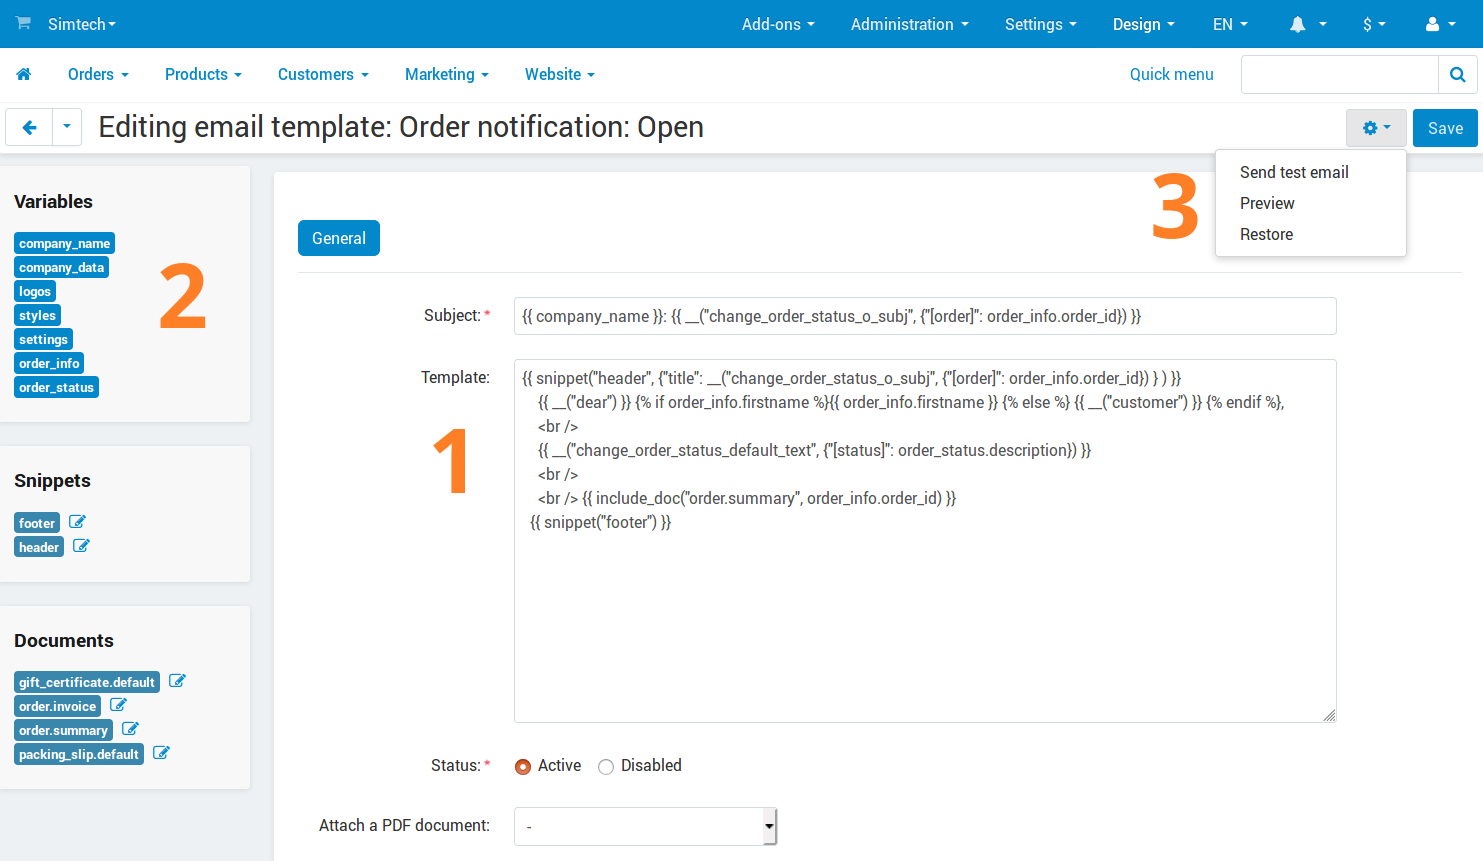 Simtech
Add-ons
Administration
Settings
Design
EN
$
Orders
Products
Customers
Marketing
Website
Quick menu
Editing email template: Order notification: Open
Save
Send test email
Preview
Restore
3
Variables
company_name
company_data
logos
styles
settings
order_info
order_status
2
Snippets
footer
header
Documents
gift_certificate.default
order.invoice
order.summary
packing_slip.default
General
Subject:*
{{ company_name }}: {{ __("change_order_status_o_subj", {"[order]": order_info.order_id}) }}
Template:
1
{{ snippet("header", {"title": __("change_order_status_o_subj", {"[order]": order_info.order_id}) } ) }}
{{ __("dear") }} {% if order_info.firstname %}{{ order_info.firstname }} {% else %} {{ __("customer") }} {% endif %},
<br />
{{ __("change_order_status_default_text", {"[status]": order_status.description}) }}
<br />
<br /> {{ include_doc("order.summary", order_info.order_id) }}
{{ snippet("footer") }}
Status:*
Active
Disabled
Attach a PDF document:
-